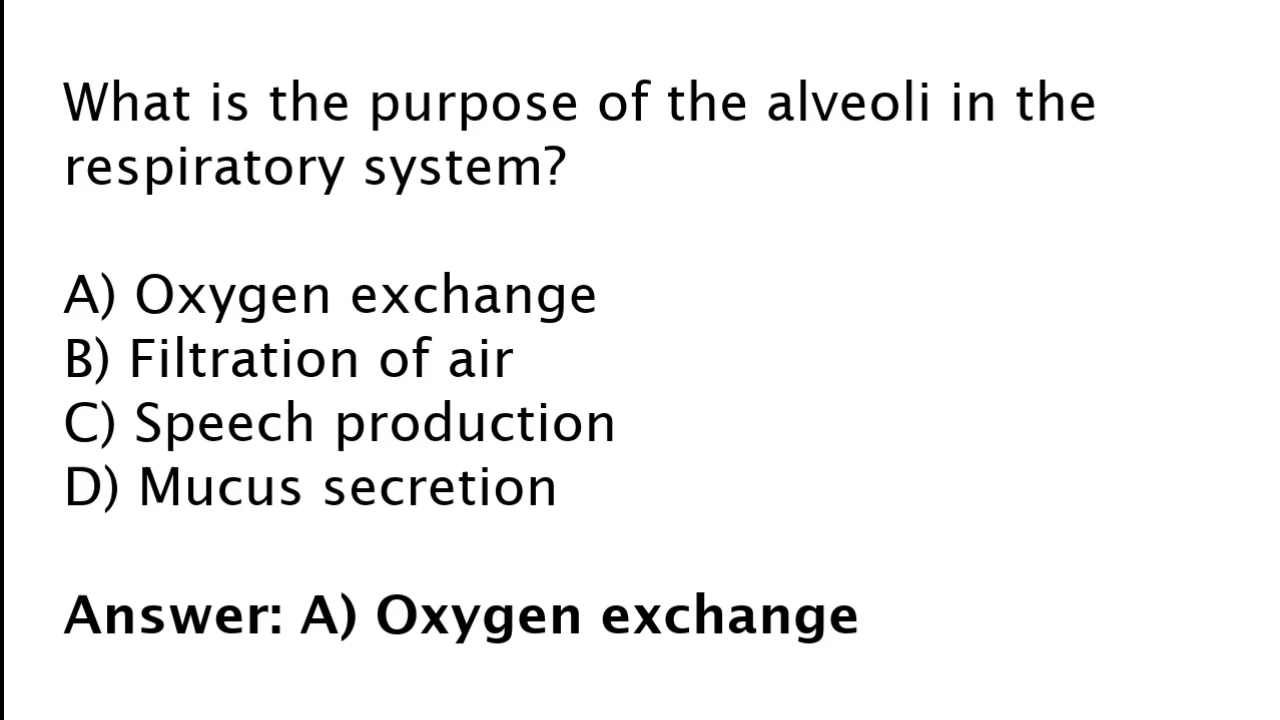 What is the purpose of the alveoli in the
respiratory system?
A) Oxygen exchange
B) Filtration of air
C) Speech production
D) Mucus secretion
Answer: A) Oxygen exchange